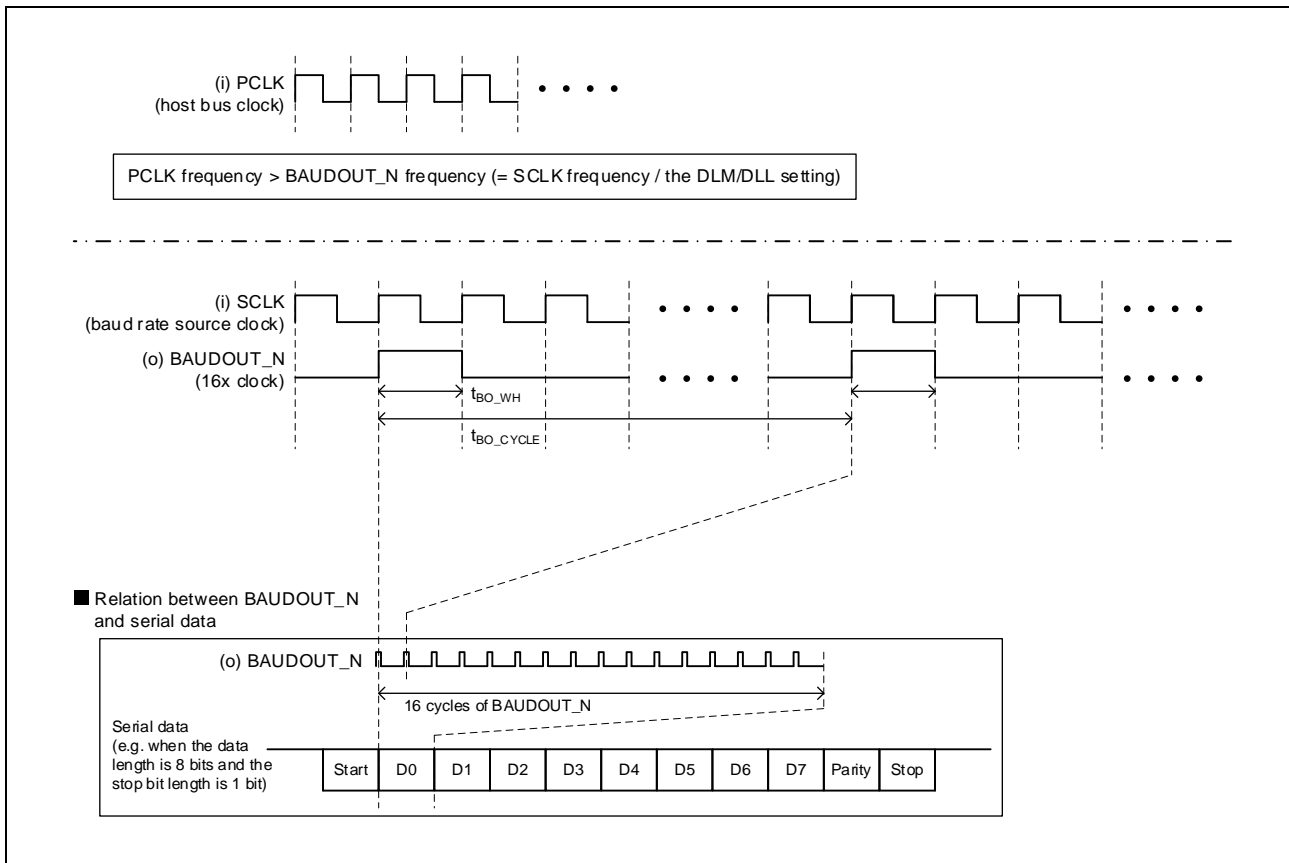 (i) PCLK
(host bus clock)
PCLK frequency > BAUDOUT_N frequency (= SCLK frequency / the DLM/DLL setting)
(i) SCLK
(baud rate source clock)
(o) BAUDOUT_N
(16x clock)
tBO_WH
tBO_CYCLE
■ Relation between BAUDOUT_N
and serial data
(o) BAUDOUT_N
16 cycles of BAUDOUT_N
Serial data
(e.g. when the data
length is 8 bits and the
stop bit length is 1 bit)
Start D0 D1 D2 D3 D4 D5 D6 D7 Parity Stop